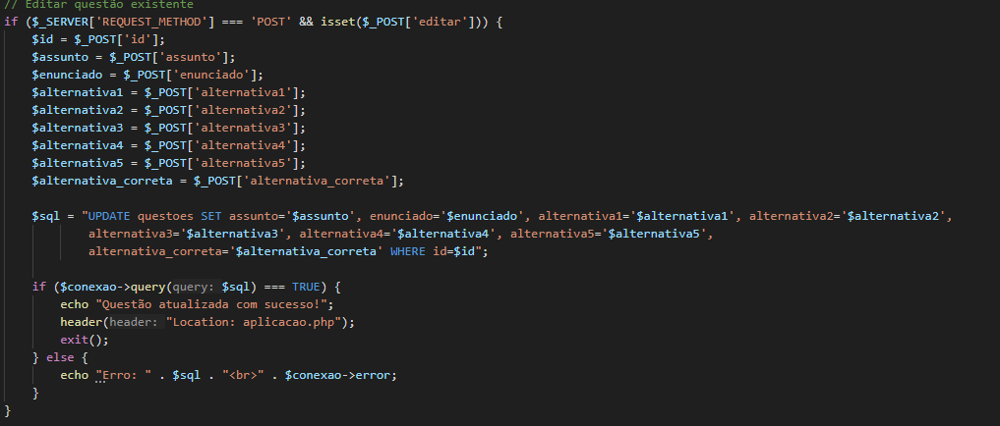 // Editar questão existente
if ($_SERVER['REQUEST_METHOD'] === 'POST' && isset($_POST['editar'])) {
$id = $_POST['id'];
$assunto = $_POST['assunto'];
$enunciado = $_POST['enunciado'];
$alternativa1 = $_POST['alternativa1'];
$alternativa2 = $_POST['alternativa2'];
$alternativa3 = $_POST['alternativa3'];
$alternativa4 = $_POST['alternativa4'];
$alternativa5 = $_POST['alternativa5'];
$alternativa_correta = $_POST['alternativa_correta'];
$sql = "UPDATE questoes SET assunto='$assunto', enunciado='$enunciado', alternativa1='$alternativa1', alternativa2='$alternativa2',
alternativa3='$alternativa3', alternativa4='$alternativa4', alternativa5='$alternativa5',
alternativa_correta='$alternativa_correta' WHERE id=$id";
if ($conexao->query(query: $sql) === TRUE) {
echo "Questão atualizada com sucesso!";
header(header: "Location: aplicacao.php");
exit();
} else {
echo "Erro: " . $sql . "<br>" . $conexao->error;
}
}